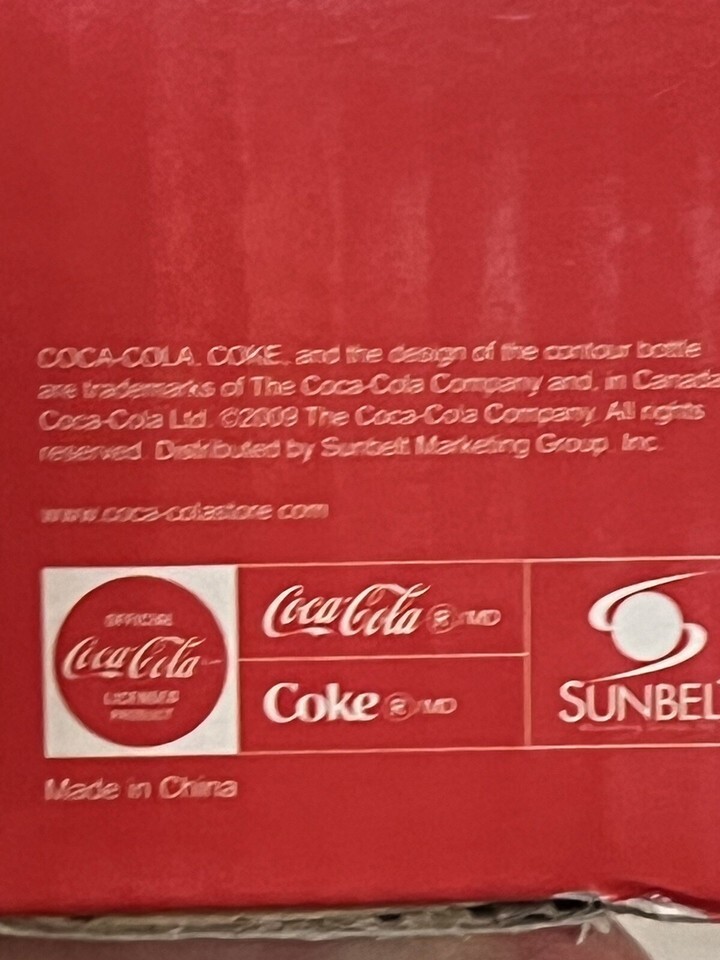 COCA-COLA, COKE, and the design of the contour bottle
are trademarks of The Coca-Cola Company and, in Canada,
Coca-Cola Ltd. ©2009 The Coca-Cola Company. All rights
reserved. Distributed by Sunbelt Marketing Group, Inc.
www.coca-colastore.com
OFFICIAL
Coca-Cola
LICENSED
PRODUCT
Coca-Cola ®/MD
Coke ®/MD
SUNBELT
Made in China